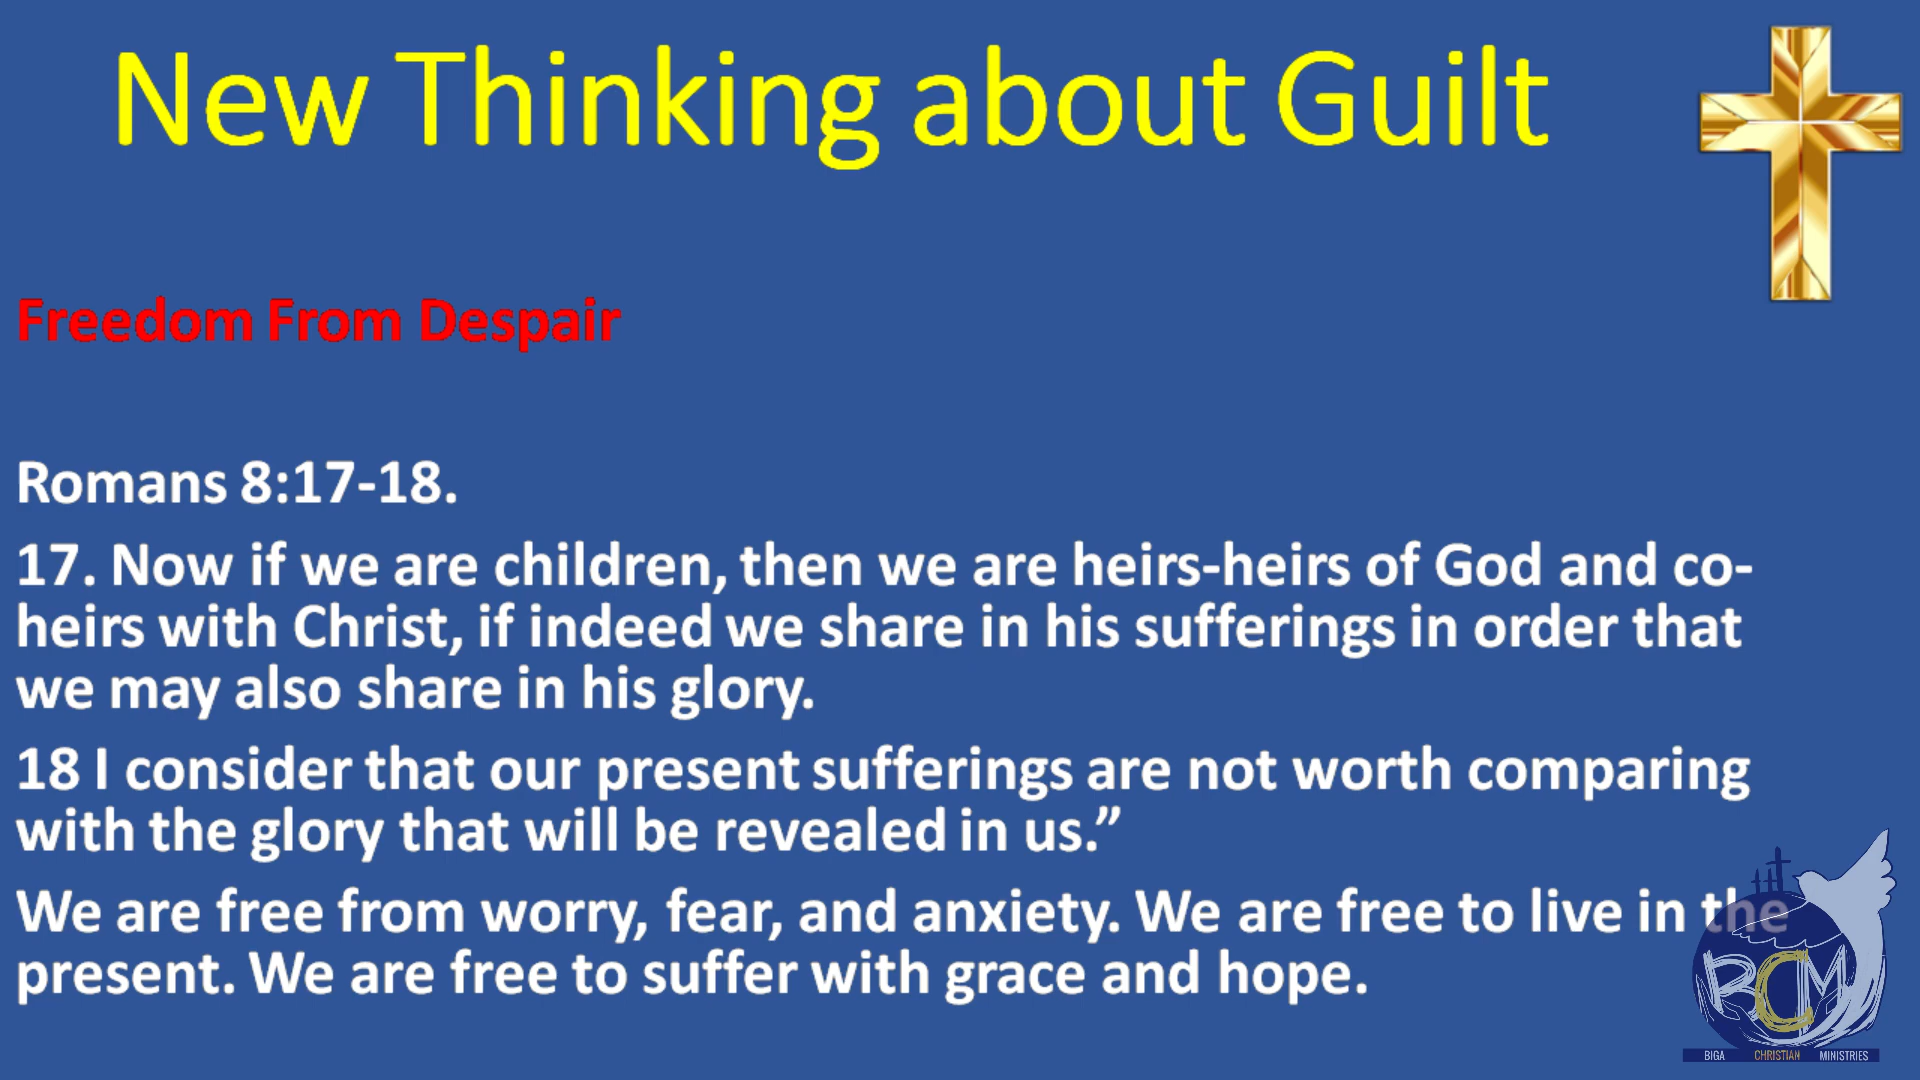 New Thinking about Guilt
Freedom From Despair
Romans 8:17-18.
17. Now if we are children, then we are heirs-heirs of God and co-
heirs with Christ, if indeed we share in his sufferings in order that
we may also share in his glory.
18 I consider that our present sufferings are not worth comparing
with the glory that will be revealed in us.”
We are free from worry, fear, and anxiety. We are free to live in the
present. We are free to suffer with grace and hope.
BCM
BIGA CHRISTIAN MINISTRIES